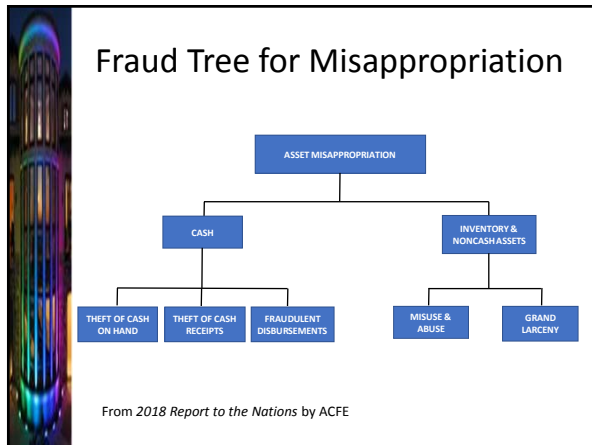 Fraud Tree for Misappropriation
ASSET MISAPPROPRIATION
CASH
INVENTORY &
NONCASH ASSETS
THEFT OF CASH
ON HAND
THEFT OF CASH
RECEIPTS
FRAUDULENT
DISBURSEMENTS
MISUSE &
ABUSE
GRAND
LARCENY
From 2018 Report to the Nations by ACFE